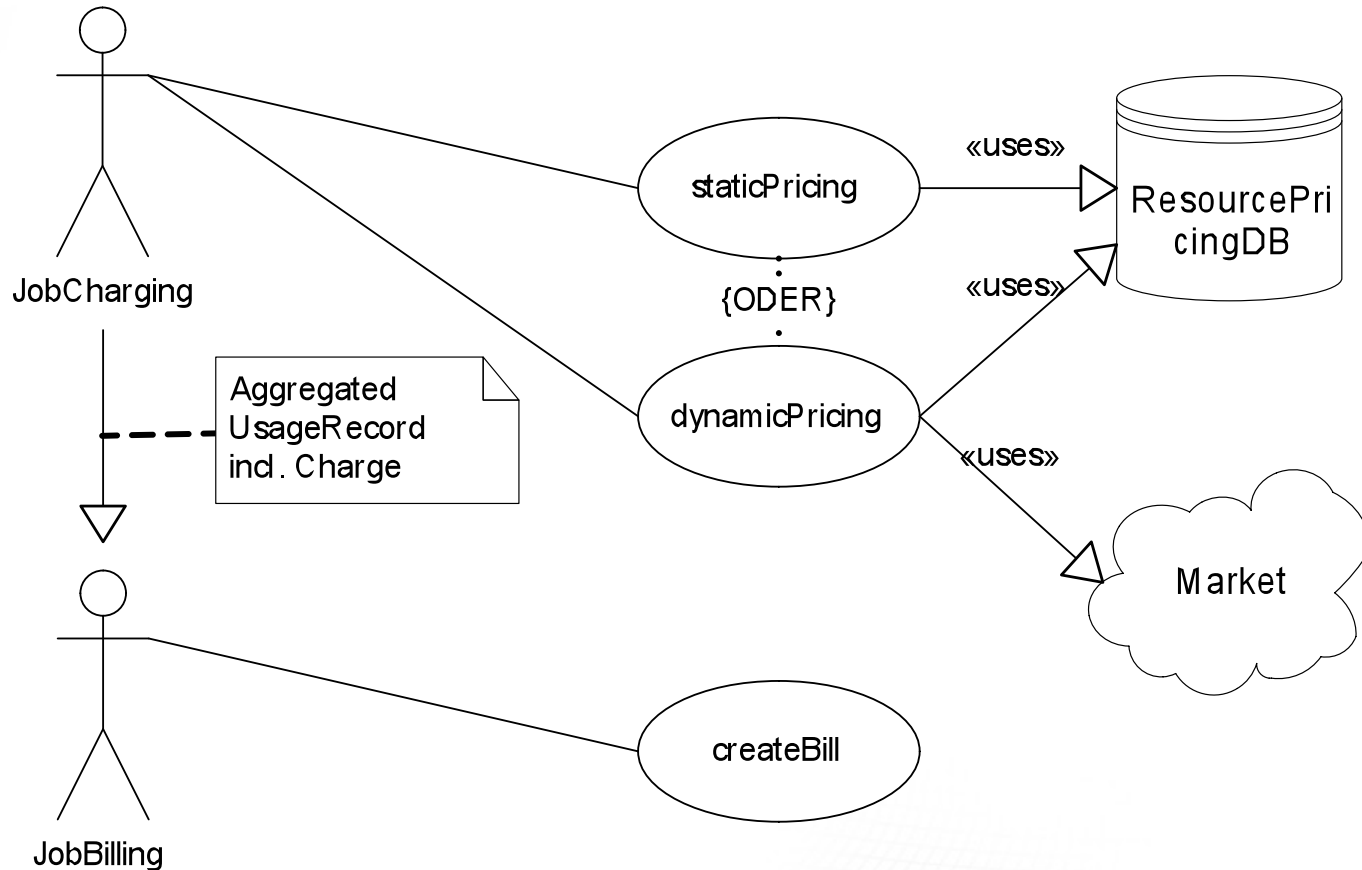 «uses»
staticPricing
ResourcePri
cingDB
JobCharging
{ODER}
«uses»
Aggregated
UsageRecord
incl. Charge
dynamicPricing
«uses»
Market
createBill
JobBilling